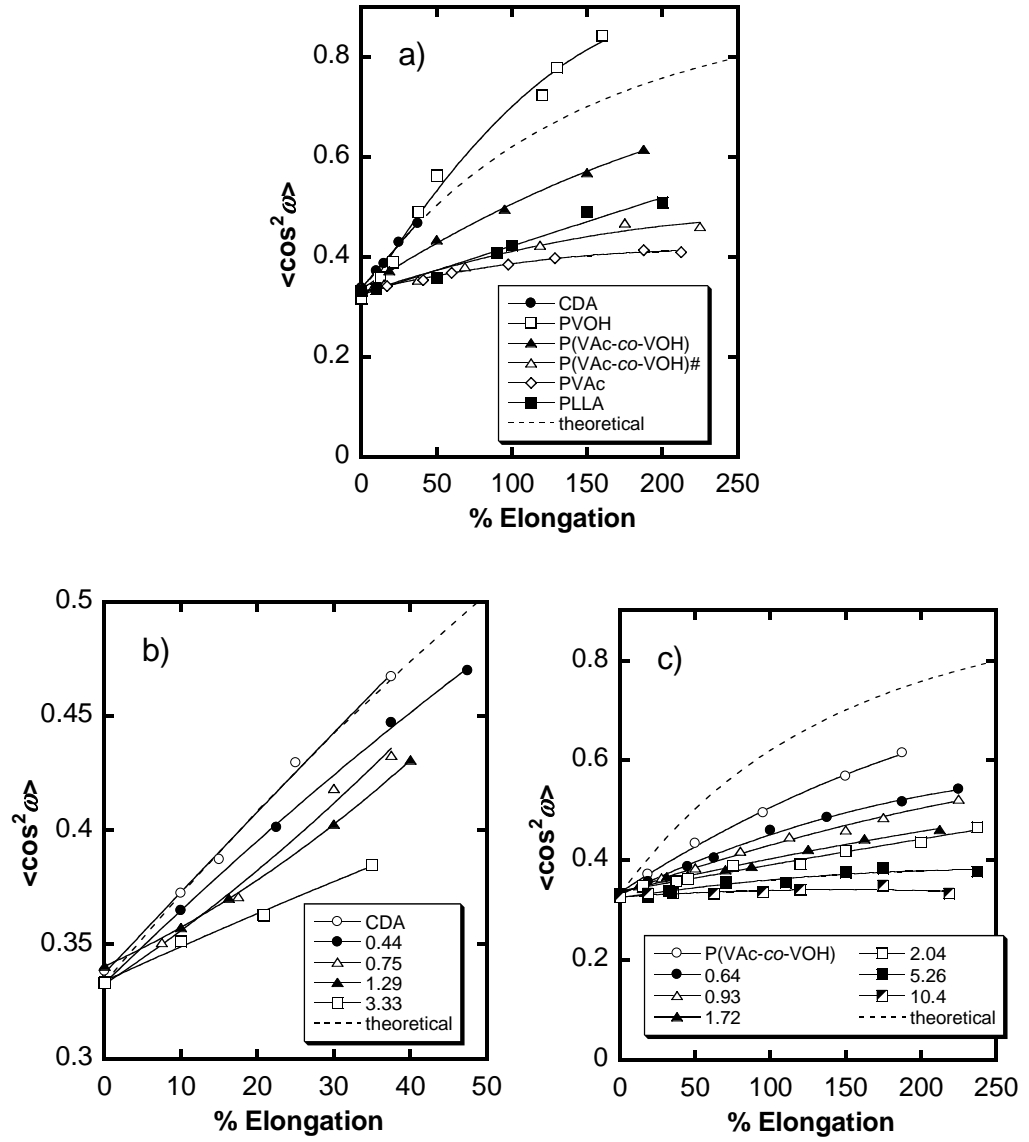 a)
0.8
0.6
0.4
0.2
0
<cos²ω>
CDA
PVOH
P(VAc-co-VOH)
P(VAc-co-VOH)#
PVAc
PLLA
theoretical
0 50 100 150 200 250
% Elongation
b)
0.5
0.45
0.4
0.35
0.3
<cos²ω>
CDA
0.44
0.75
1.29
3.33
theoretical
0 10 20 30 40 50
% Elongation
c)
0.8
0.6
0.4
0.2
0
<cos²ω>
P(VAc-co-VOH) 2.04
0.64 5.26
0.93 10.4
1.72 theoretical
0 50 100 150 200 250
% Elongation